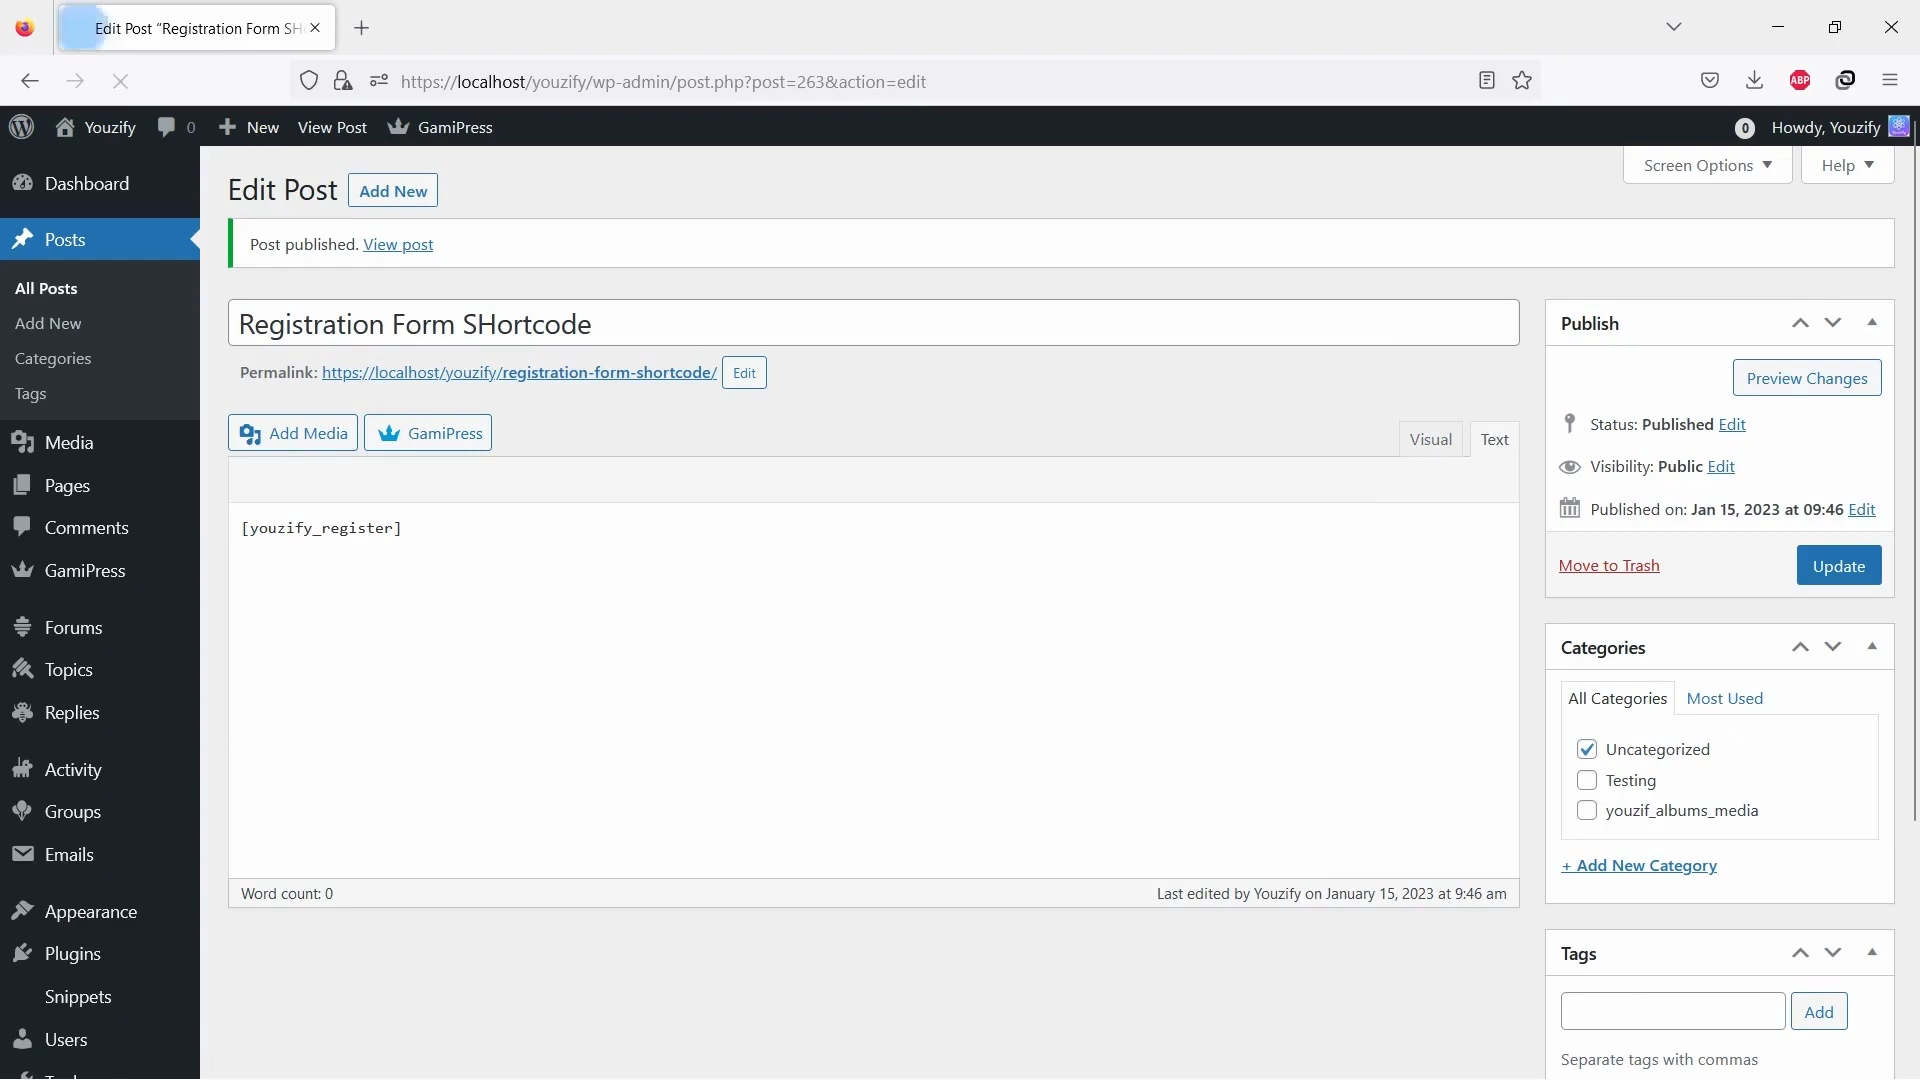 Edit Post “Registration Form SH
https://localhost/youzify/wp-admin/post.php?post=263&action=edit
ABP
Youzify
0
New
View Post
GamiPress
0
Howdy, Youzify
Dashboard
Posts
All Posts
Add New
Categories
Tags
Media
Pages
Comments
GamiPress
Forums
Topics
Replies
Activity
Groups
Emails
Appearance
Plugins
Snippets
Users
Screen Options
Help
Edit Post
Add New
Post published. View post
Registration Form SHortcode
Permalink: https://localhost/youzify/registration-form-shortcode/ Edit
Add Media
GamiPress
Visual
Text
[youzify_register]
Word count: 0
Last edited by Youzify on January 15, 2023 at 9:46 am
Publish
Preview Changes
Status: Published Edit
Visibility: Public Edit
Published on: Jan 15, 2023 at 09:46 Edit
Move to Trash
Update
Categories
All Categories
Most Used
Uncategorized
Testing
youzif_albums_media
+ Add New Category
Tags
Add
Separate tags with commas